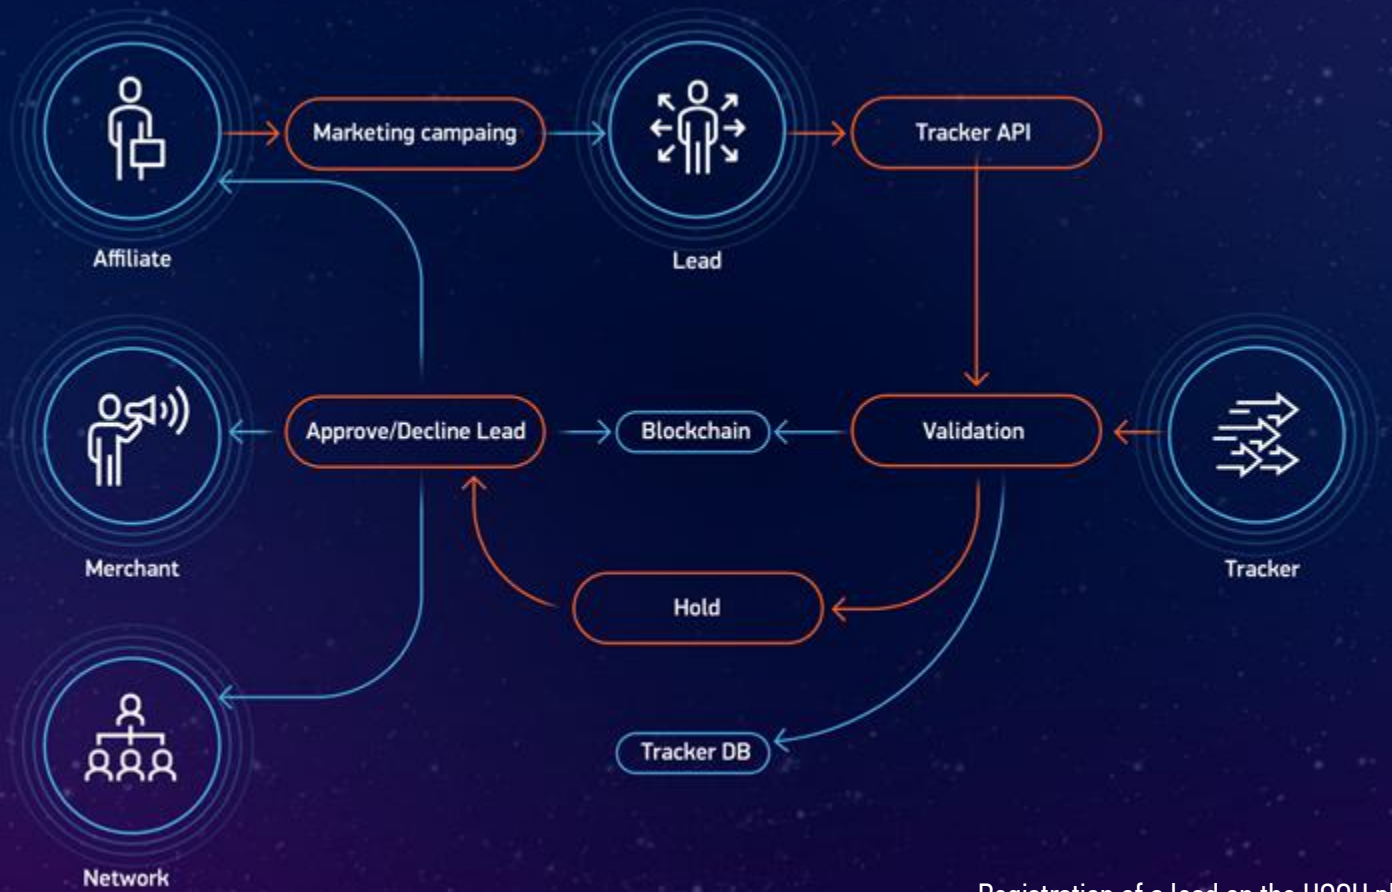 Marketing campaing
Tracker API
Affiliate
Lead
Approve/Decline Lead
Blockchain
Validation
Merchant
Tracker
Hold
Tracker DB
Network
Registration of a lead on the